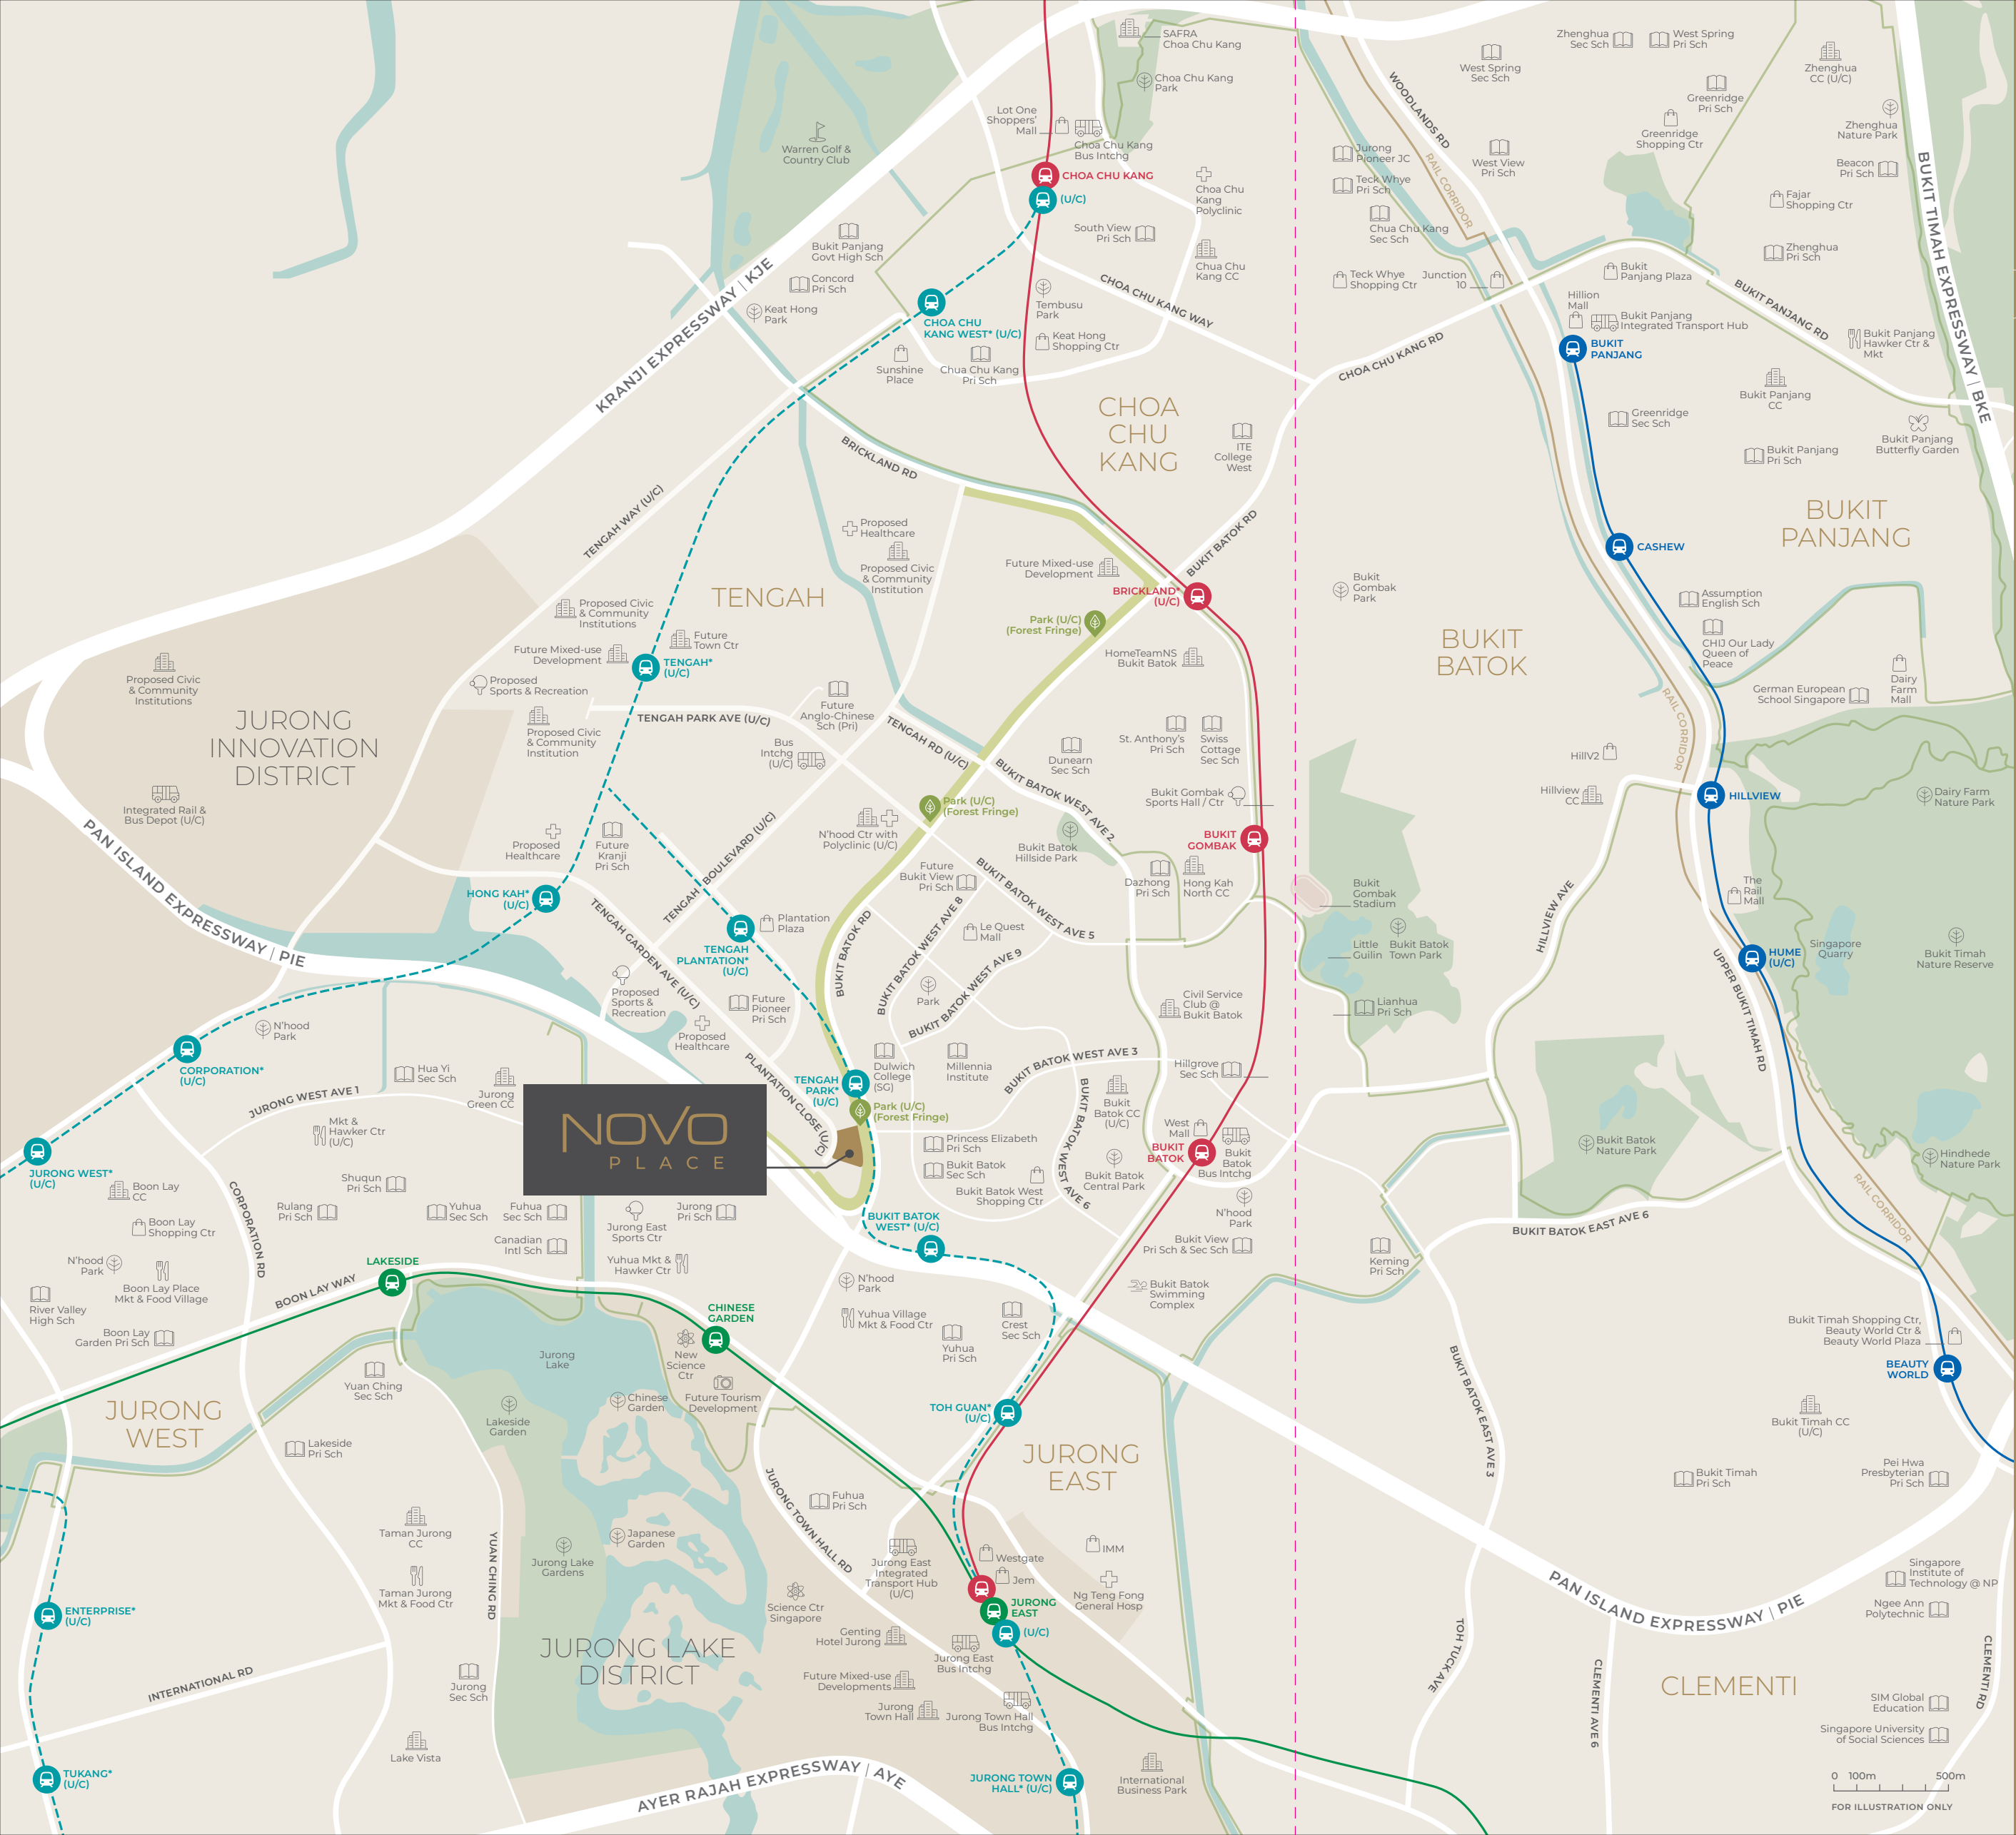 SAFRA
Choa Chu Kang
Choa Chu Kang
Park
Lot One
Shoppers'
Mall
Choa Chu Kang
Bus Intchg
Warren Golf &
Country Club
CHOA CHU KANG
(U/C)
Choa Chu
Kang
Polyclinic
South View
Pri Sch
Chua Chu
Kang CC
Bukit Panjang
Govt High Sch
Concord
Pri Sch
Keat Hong
Park
KRANJI EXPRESSWAY | KJE
CHOA CHU
KANG WEST* (U/C)
Tembusu
Park
CHOA CHU KANG WAY
Keat Hong
Shopping Ctr
Sunshine
Place
Chua Chu Kang
Pri Sch
WOODLANDS RD
RAIL CORRIDOR
Zhenghua
Sec Sch
West Spring
Pri Sch
West Spring
Sec Sch
Zhenghua
CC (U/C)
Greenridge
Pri Sch
Greenridge
Shopping Ctr
Zhenghua
Nature Park
Jurong
Pioneer JC
West View
Pri Sch
Teck Whye
Pri Sch
Beacon
Pri Sch
Fajar
Shopping Ctr
Chua Chu Kang
Sec Sch
Zhenghua
Pri Sch
BUKIT TIMAH EXPRESSWAY | BKE
Teck Whye
Shopping Ctr
Junction
10
Bukit
Panjang Plaza
Hillion
Mall
Bukit Panjang
Integrated Transport Hub
BUKIT PANJANG RD
Bukit Panjang
Hawker Ctr &
Mkt
BUKIT
PANJANG
CHOA CHU KANG RD
Bukit Panjang
CC
Greenridge
Sec Sch
Bukit Panjang
Pri Sch
Bukit Panjang
Butterfly Garden
CHOA
CHU
KANG
ITE
College
West
BRICKLAND RD
TENGAH WAY (U/C)
BUKIT
PANJANG
CASHEW
Proposed
Healthcare
Proposed Civic
& Community
Institution
Future Mixed-use
Development
BUKIT BATOK RD
BRICKLAND*
(U/C)
Park (U/C)
(Forest Fringe)
TENGAH
Proposed Civic
& Community
Institutions
Future
Town Ctr
Future Mixed-use
Development
TENGAH*
(U/C)
Proposed
Sports & Recreation
Proposed Civic
& Community
Institution
TENGAH PARK AVE (U/C)
Future
Anglo-Chinese
Sch (Pri)
Bus
Intchg
(U/C)
TENGAH RD (U/C)
HomeTeamNS
Bukit Batok
Bukit
Gombak
Park
BUKIT
BATOK
Assumption
English Sch
CHIJ Our Lady
Queen of
Peace
German European
School Singapore
Dairy
Farm
Mall
RAIL CORRIDOR
Proposed Civic
& Community
Institutions
JURONG
INNOVATION
DISTRICT
Integrated Rail &
Bus Depot (U/C)
St. Anthony's
Pri Sch
Swiss
Cottage
Sec Sch
Dunearn
Sec Sch
BUKIT BATOK WEST AVE 2
Bukit Gombak
Sports Hall / Ctr
HillV2
Hillview
CC
HILLVIEW
Dairy Farm
Nature Park
PAN ISLAND EXPRESSWAY | PIE
Proposed
Healthcare
Future
Kranji
Pri Sch
TENGAH BOULEVARD (U/C)
N'hood Ctr with
Polyclinic (U/C)
Park (U/C)
(Forest Fringe)
Bukit Batok
Hillside Park
BUKIT
GOMBAK
Future
Bukit View
Pri Sch
BUKIT BATOK WEST AVE 5
Dazhong
Pri Sch
Hong Kah
North CC
Bukit
Gombak
Stadium
HONG KAH*
(U/C)
TENGAH GARDEN AVE (U/C)
Plantation
Plaza
TENGAH
PLANTATION*
(U/C)
BUKIT BATOK RD
BUKIT BATOK WEST AVE 8
Le Quest
Mall
BUKIT BATOK WEST AVE 9
Park
Little
Guilin
Bukit Batok
Town Park
HILLVIEW AVE
The
Rail
Mall
HUME
(U/C)
Singapore
Quarry
Bukit Timah
Nature Reserve
UPPER BUKIT TIMAH RD
Proposed
Sports &
Recreation
Future
Pioneer
Pri Sch
Proposed
Healthcare
Civil Service
Club @
Bukit Batok
Lianhua
Pri Sch
N'hood
Park
CORPORATION*
(U/C)
Hua Yi
Sec Sch
Jurong
Green CC
JURONG WEST AVE 1
PLANTATION CLOSE (U/C)
TENGAH
PARK*
(U/C)
Park (U/C)
(Forest Fringe)
Dulwich
College
(SG)
Millennia
Institute
BUKIT BATOK WEST AVE 3
Hillgrove
Sec Sch
Bukit
Batok CC
(U/C)
BUKIT BATOK WEST AVE 6
West
Mall
BUKIT
BATOK
Bukit
Batok
Bus Intchg
NOVO
PLACE
Mkt &
Hawker Ctr
(U/C)
JURONG WEST*
(U/C)
Boon Lay
CC
Shuqun
Pri Sch
Princess Elizabeth
Pri Sch
Bukit Batok
Sec Sch
Bukit Batok West
Shopping Ctr
Bukit Batok
Central Park
N'hood
Park
Bukit Batok
Nature Park
Hindhede
Nature Park
RAIL CORRIDOR
BUKIT BATOK EAST AVE 6
Boon Lay
Shopping Ctr
CORPORATION RD
Rulang
Pri Sch
Yuhua
Sec Sch
Fuhua
Sec Sch
Jurong East
Sports Ctr
Jurong
Pri Sch
Canadian
Intl Sch
Yuhua Mkt &
Hawker Ctr
BUKIT BATOK
WEST* (U/C)
Bukit View
Pri Sch & Sec Sch
Keming
Pri Sch
N'hood
Park
Boon Lay Place
Mkt & Food Village
River Valley
High Sch
Boon Lay
Garden Pri Sch
BOON LAY WAY
LAKESIDE
CHINESE
GARDEN
N'hood
Park
Yuhua Village
Mkt & Food Ctr
Bukit Batok
Swimming
Complex
Crest
Sec Sch
Yuhua
Pri Sch
Bukit Timah Shopping Ctr,
Beauty World Ctr &
Beauty World Plaza
BEAUTY
WORLD
Jurong
Lake
New
Science
Ctr
Future Tourism
Development
Yuan Ching
Sec Sch
Lakeside
Garden
Chinese
Garden
JURONG
WEST
Lakeside
Pri Sch
TOH GUAN*
(U/C)
JURONG
EAST
BUKIT BATOK EAST AVE 3
Bukit Timah CC
(U/C)
Bukit Timah
Pri Sch
Pei Hwa
Presbyterian
Pri Sch
JURONG TOWN HALL RD
Fuhua
Pri Sch
Taman Jurong
CC
YUAN CHING RD
Jurong Lake
Gardens
Japanese
Garden
Taman Jurong
Mkt & Food Ctr
Jurong East
Integrated
Transport Hub
(U/C)
Westgate
Jem
IMM
Ng Teng Fong
General Hosp
JURONG
EAST
(U/C)
Science Ctr
Singapore
Genting
Hotel Jurong
Jurong East
Bus Intchg
ENTERPRISE*
(U/C)
JURONG LAKE
DISTRICT
Future Mixed-use
Developments
Jurong
Town Hall
Jurong Town Hall
Bus Intchg
INTERNATIONAL RD
Jurong
Sec Sch
Lake Vista
TUKANG*
(U/C)
AYER RAJAH EXPRESSWAY | AYE
JURONG TOWN
HALL* (U/C)
International
Business Park
PAN ISLAND EXPRESSWAY | PIE
TOH TUCK AVE
CLEMENTI AVE 6
CLEMENTI
Singapore
Institute of
Technology @ NP
Ngee Ann
Polytechnic
CLEMENTI RD
SIM Global
Education
Singapore University
of Social Sciences
0 100m 500m
FOR ILLUSTRATION ONLY